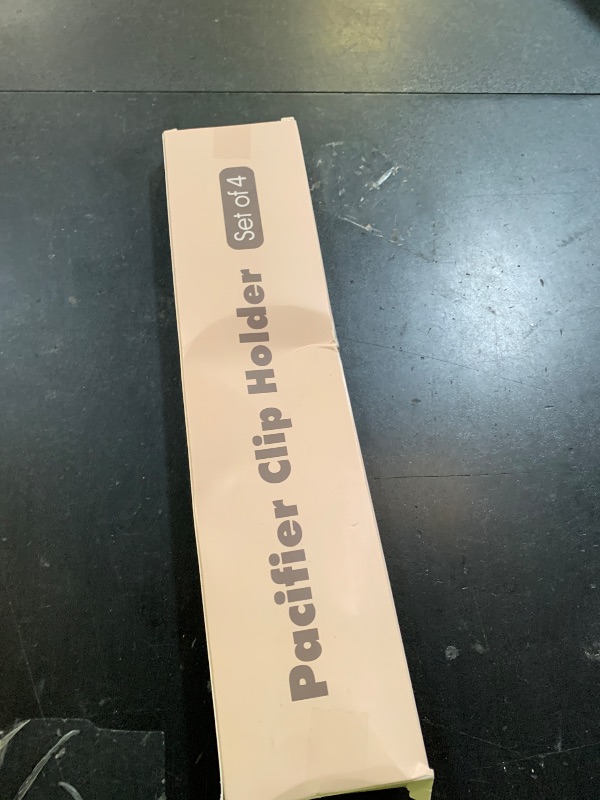 Pacifier Clip Holder Set of 4